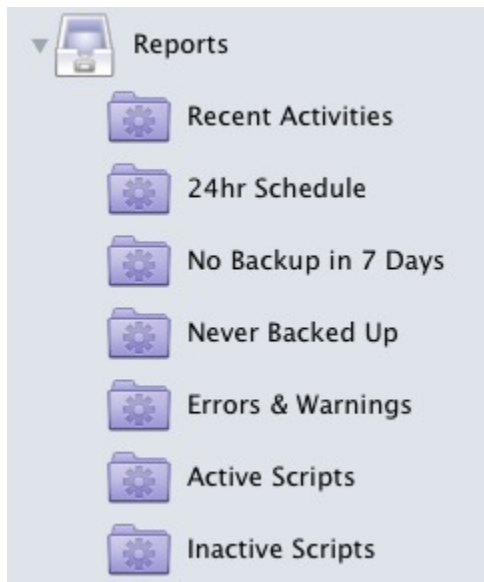 Reports
Recent Activities
24hr Schedule
No Backup in 7 Days
Never Backed Up
Errors & Warnings
Active Scripts
Inactive Scripts